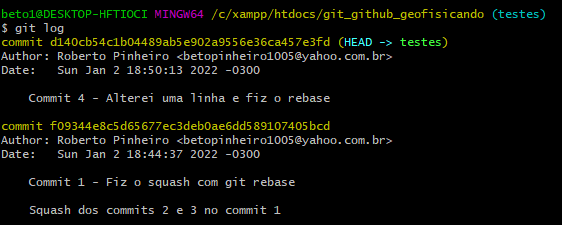 beto1@DESKTOP-HFTIOCI MINGW64 /c/xampp/htdocs/git_github_geofisicando (testes)
$ git log
commit d140cb54c1b04489ab5e902a9556e36ca457e3fd (HEAD -> testes)
Author: Roberto Pinheiro <betopinheiro1005@yahoo.com.br>
Date:   Sun Jan 2 18:50:13 2022 -0300
Commit 4 - Alterei uma linha e fiz o rebase
commit f09344e8c5d65677ec3deb0ae6dd589107405bcd
Author: Roberto Pinheiro <betopinheiro1005@yahoo.com.br>
Date:   Sun Jan 2 18:44:37 2022 -0300
Commit 1 - Fiz o squash com git rebase
Squash dos commits 2 e 3 no commit 1